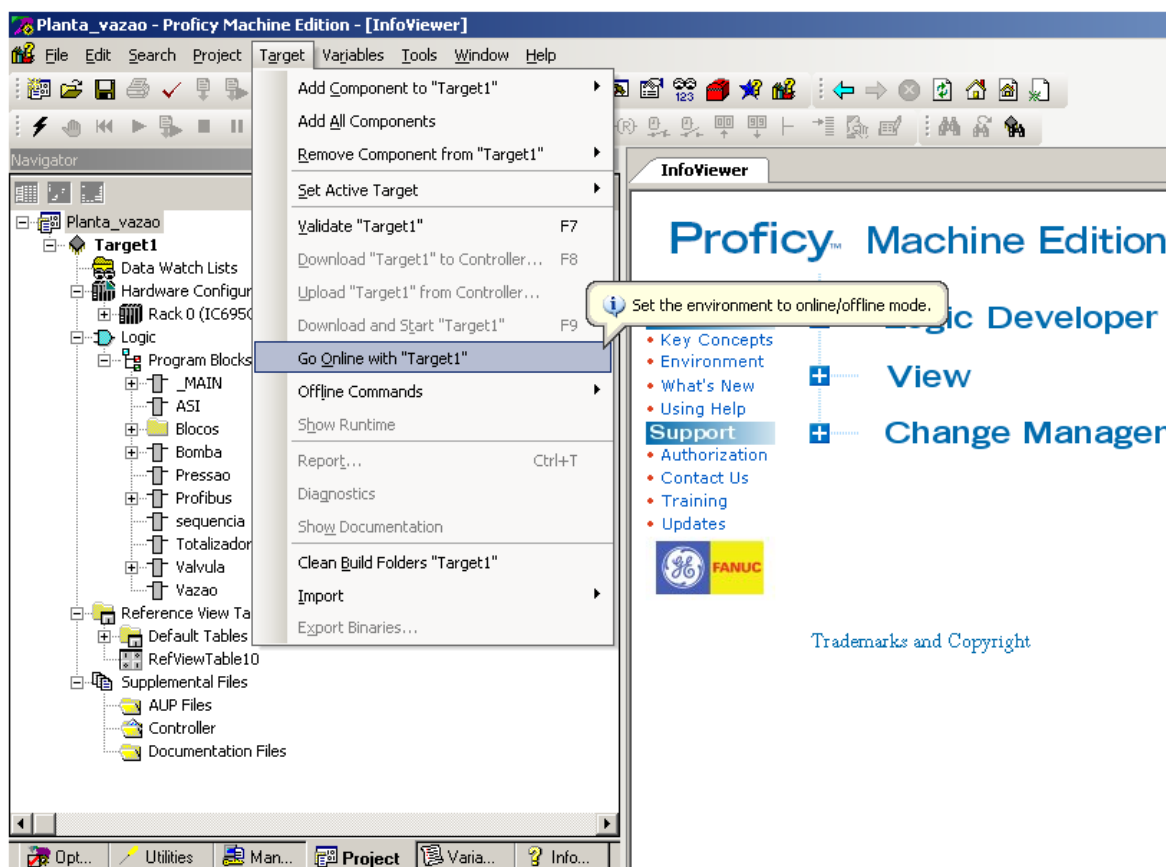 Planta_vazao - Proficy Machine Edition - [InfoViewer]
File Edit Search Project Target Variables Tools Window Help
Add Component to "Target1"
Add All Components
Remove Component from "Target1"
Set Active Target
Validate "Target1" F7
Download "Target1" to Controller... F8
Upload "Target1" from Controller...
Download and Start "Target1" F9
Go Online with "Target1"
Offline Commands
Show Runtime
Report... Ctrl+T
Diagnostics
Show Documentation
Clean Build Folders "Target1"
Import
Export Binaries...
Set the environment to online/offline mode.
Navigator
Planta_vazao
Target1
Data Watch Lists
Hardware Configur
Rack 0 (IC695C
Logic
Program Blocks
_MAIN
ASI
Blocos
Bomba
Pressao
Profibus
sequencia
Totalizador
Valvula
Vazao
Reference View Ta
Default Tables
RefViewTable10
Supplemental Files
AUP Files
Controller
Documentation Files
Opt... Utilities Man... Project Varia... Info...
InfoViewer
Proficy™ Machine Edition
Key Concepts
Environment
What's New
Using Help
Support
Authorization
Contact Us
Training
Updates
GE FANUC
Logic Developer
View
Change Manager
Trademarks and Copyright